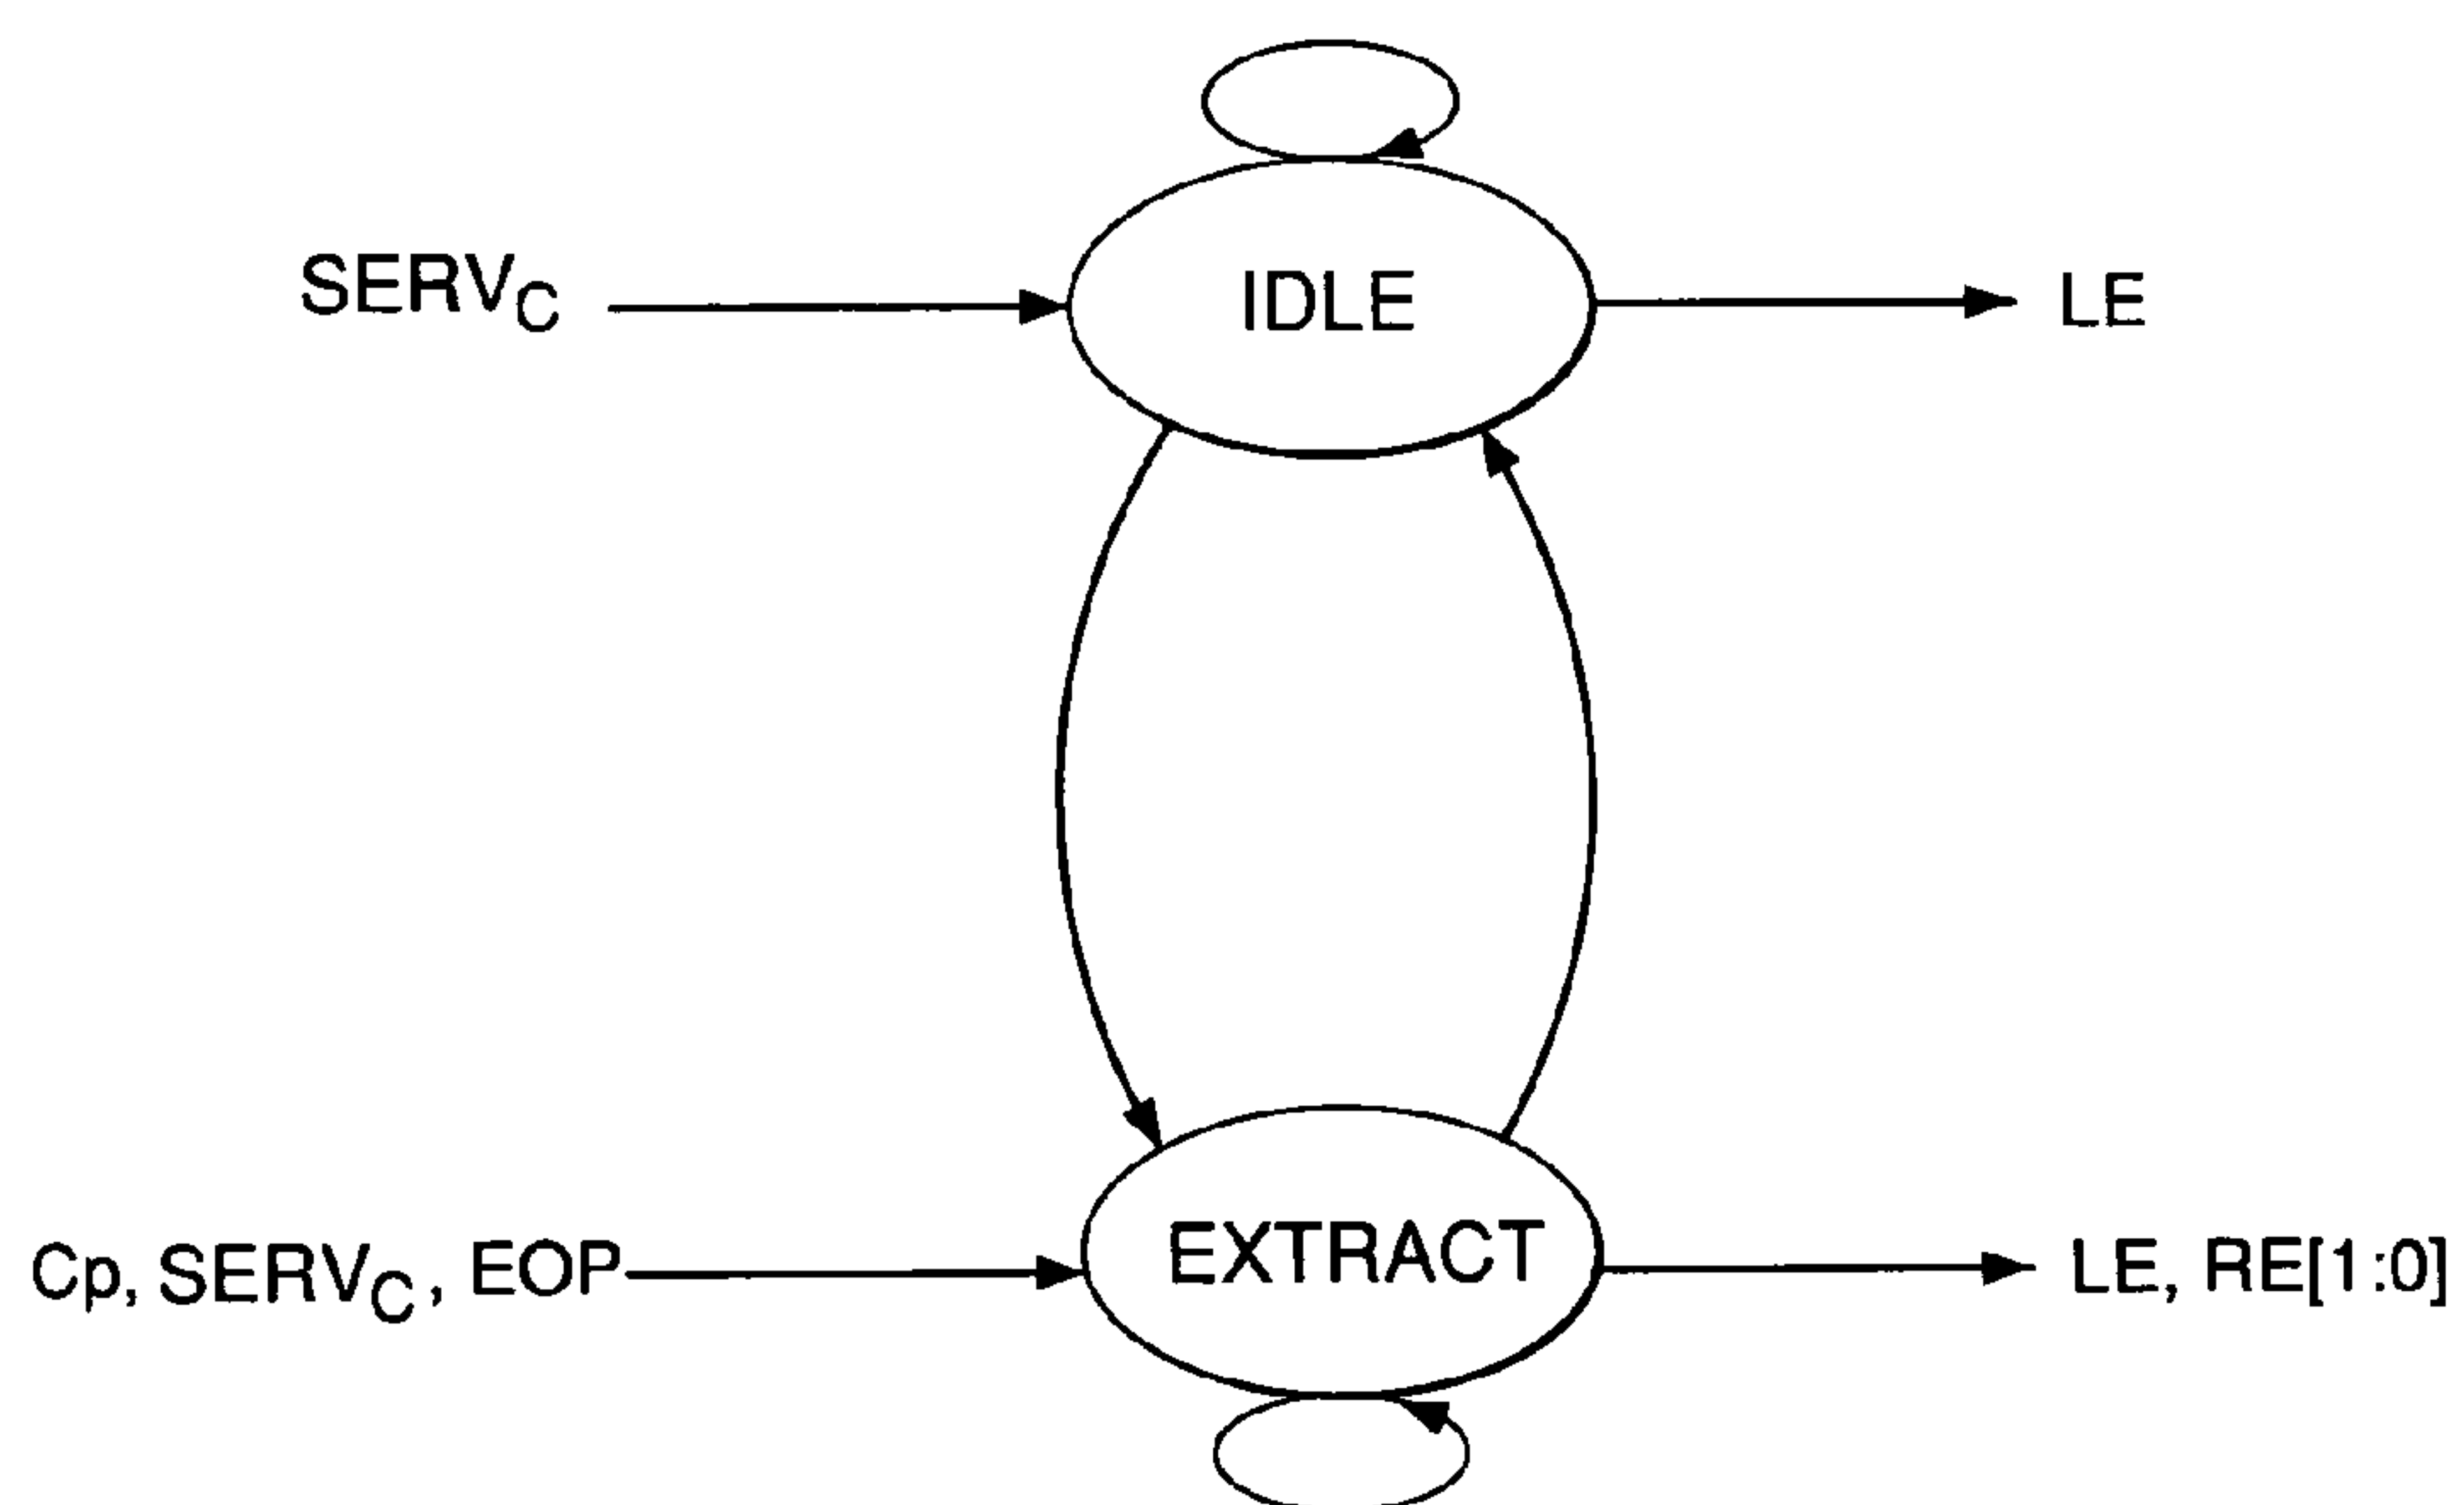 SERVC IDLE LE
Cp, SERVC, EOP EXTRACT LE, RE[1:0]